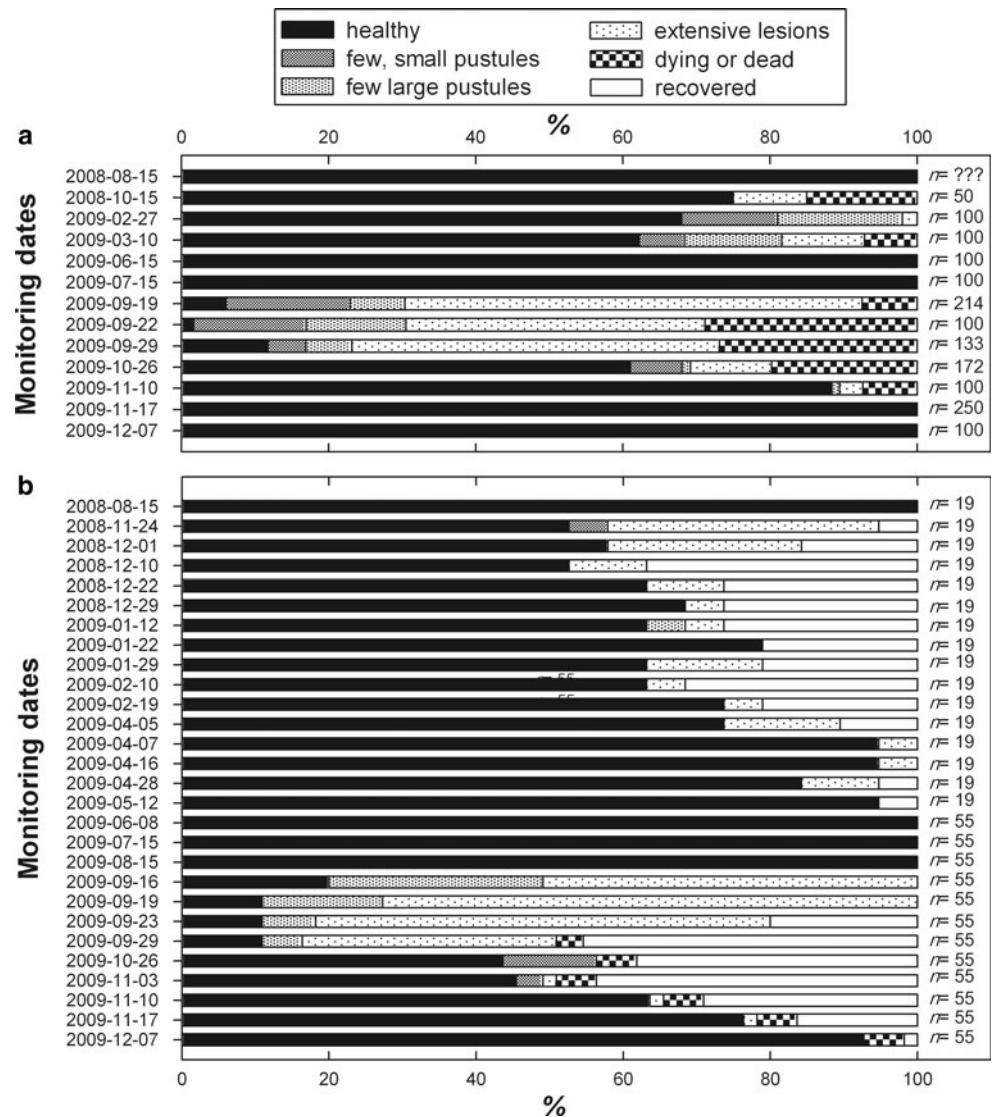 healthy
few, small pustules
few large pustules
extensive lesions
dying or dead
recovered
%
a
0 20 40 60 80 100
Monitoring dates
2008-08-15 n= ???
2008-10-15 n= 50
2009-02-27 n= 100
2009-03-10 n= 100
2009-06-15 n= 100
2009-07-15 n= 100
2009-09-19 n= 214
2009-09-22 n= 100
2009-09-29 n= 133
2009-10-26 n= 172
2009-11-10 n= 100
2009-11-17 n= 250
2009-12-07 n= 100
b
Monitoring dates
2008-08-15 n= 19
2008-11-24 n= 19
2008-12-01 n= 19
2008-12-10 n= 19
2008-12-22 n= 19
2008-12-29 n= 19
2009-01-12 n= 19
2009-01-22 n= 19
2009-01-29 n= 19
2009-02-10 n= 19
2009-02-19 n= 19
2009-04-05 n= 19
2009-04-07 n= 19
2009-04-16 n= 19
2009-04-28 n= 19
2009-05-12 n= 19
2009-06-08 n= 55
2009-07-15 n= 55
2009-08-15 n= 55
2009-09-16 n= 55
2009-09-19 n= 55
2009-09-23 n= 55
2009-09-29 n= 55
2009-10-26 n= 55
2009-11-03 n= 55
2009-11-10 n= 55
2009-11-17 n= 55
2009-12-07 n= 55
0 20 40 60 80 100
%